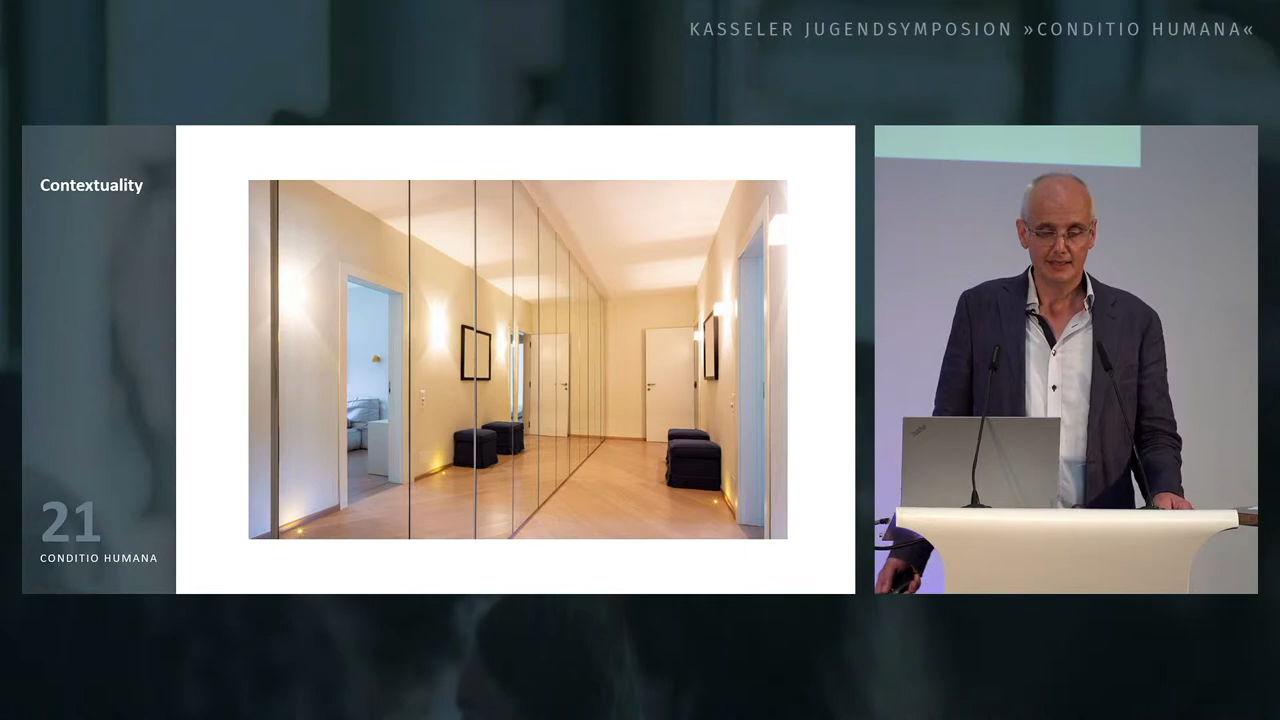 KASSELER JUGENDSYMPOSION »CONDITIO HUMANA«
Contextuality
21
CONDITIO HUMANA